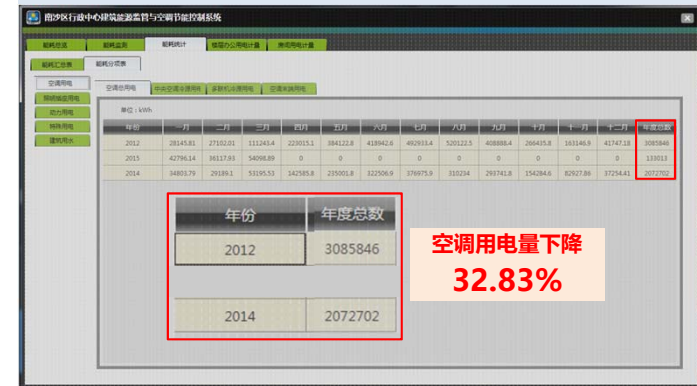 南沙区行政中心建筑能源监管与空调节能控制系统
能耗总览 能耗监测 能耗统计 楼层办公用电计量 房间用电计量
能耗汇总表 能耗分项表
空调用电 空调总用电 中央空调冷源用电 多联机冷源用电 空调末端用电
照明插座用电
动力用电
特殊用电
建筑用水
单位：kWh
年份 一月 二月 三月 四月 五月 六月 七月 八月 九月 十月 十一月 十二月 年度总数
2012 28145.81 27102.01 111243.4 223015.1 384122.8 418942.6 492933.4 520122.5 408888.4 266435.8 163146.9 41747.18 3085846
2015 42796.14 36117.93 54098.89 0 0 0 0 0 0 0 0 0 133013
2014 34803.79 29189.1 53195.53 142585.8 235001.8 322506.9 376975.9 310234 293741.8 154284.6 82927.86 37254.41 2072702
年份 年度总数
2012 3085846
2014 2072702
空调用电量下降
32.83%